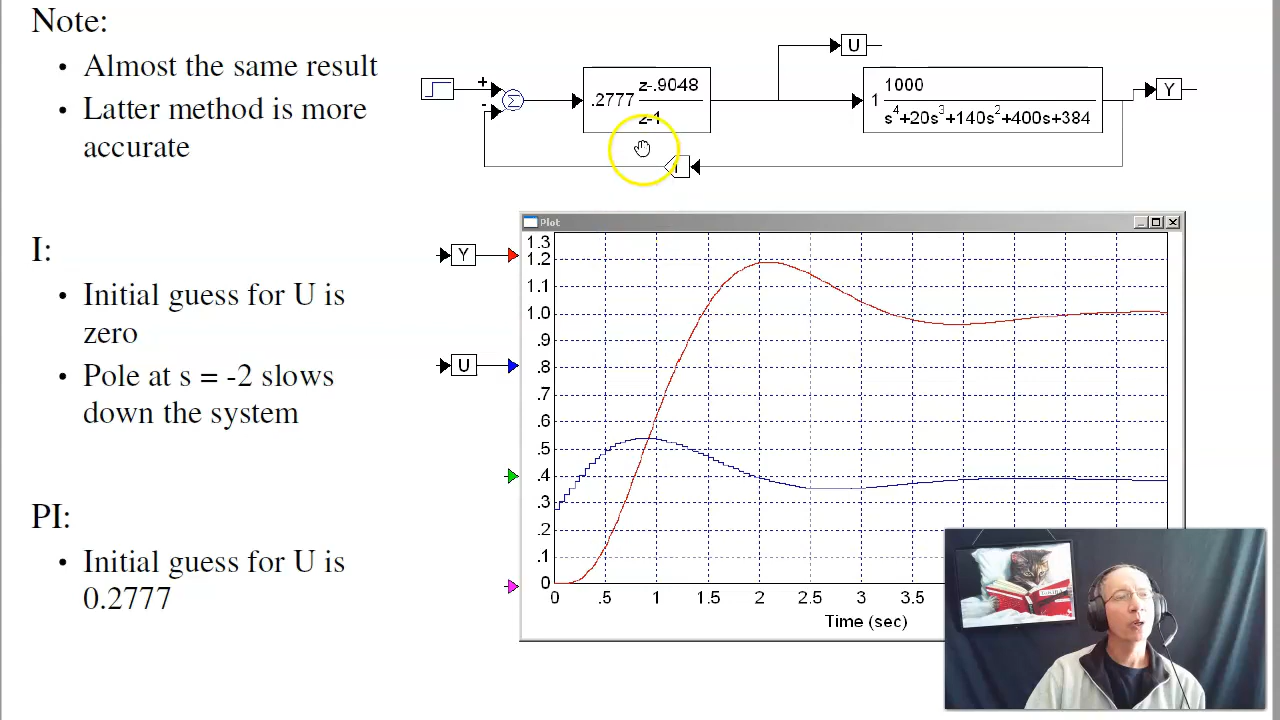 Note:
• Almost the same result
• Latter method is more
accurate
I:
• Initial guess for U is
zero
• Pole at s = -2 slows
down the system
PI:
• Initial guess for U is
0.2777
+
-
Σ
.2777 z-.9048
z-1
U
1 1000
s⁴+20s³+140s²+400s+384
Y
Y
U
Plot
1.3
1.2
1.1
1.0
.9
.8
.7
.6
.5
.4
.3
.2
.1
0
0 .5 1 1.5 2 2.5 3 3.5
Time (sec)